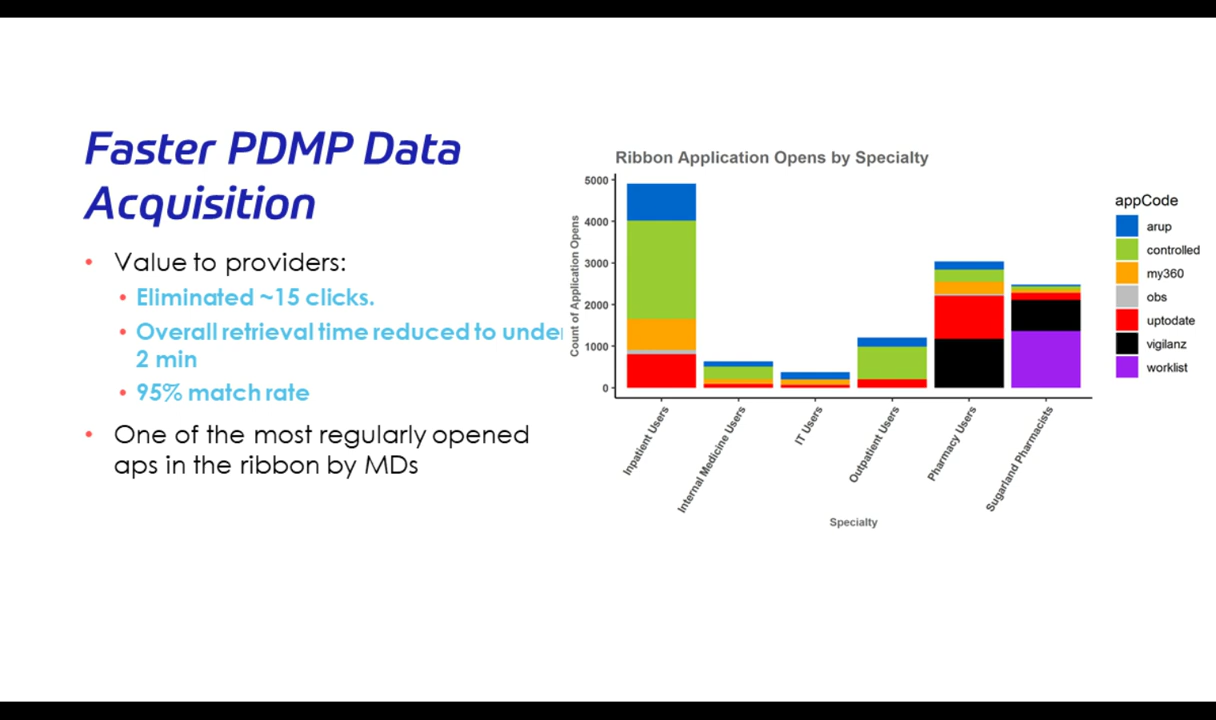 Faster PDMP Data
Acquisition
• Value to providers:
• Eliminated ~15 clicks.
• Overall retrieval time reduced to under
2 min
• 95% match rate
• One of the most regularly opened
aps in the ribbon by MDs
Ribbon Application Opens by Specialty
Count of Application Opens
5000
4000
3000
2000
1000
0
Inpatient Users
Internal Medicine Users
IT Users
Outpatient Users
Pharmacy Users
Sugarland Pharmacists
Specialty
appCode
arup
controlled
my360
obs
uptodate
vigilanz
worklist